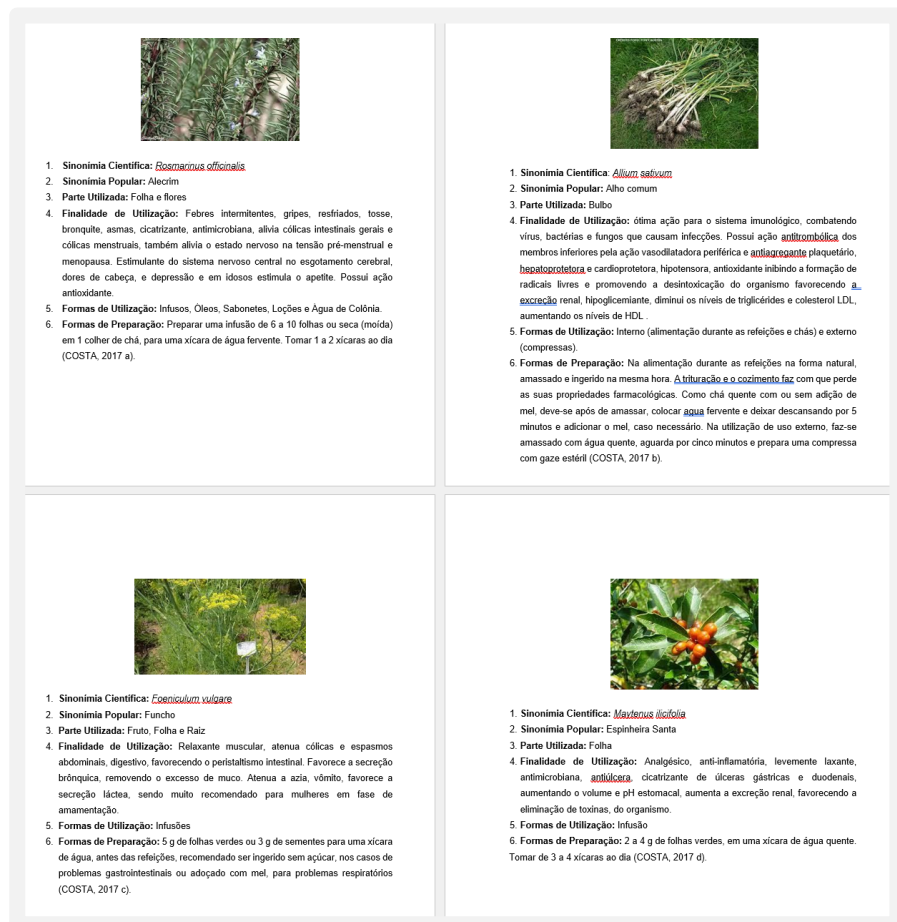 1. Sinonímia Científica: Rosmarinus officinalis
2. Sinonímia Popular: Alecrim
3. Parte Utilizada: Folha e flores
4. Finalidade de Utilização: Febres intermitentes, gripes, resfriados, tosse,
bronquite, asmas, cicatrizante, antimicrobiana, alivia cólicas intestinais gerais e
cólicas menstruais, também alivia o estado nervoso na tensão pré-menstrual e
menopausa. Estimulante do sistema nervoso central no esgotamento cerebral,
dores de cabeça, e depressão e em idosos estimula o apetite. Possui ação
antioxidante.
5. Formas de Utilização: Infusos, Óleos, Sabonetes, Loções e Àgua de Colônia.
6. Formas de Preparação: Preparar uma infusão de 6 a 10 folhas ou seca (moída)
em 1 colher de chá, para uma xícara de água fervente. Tomar 1 a 2 xícaras ao dia
(COSTA, 2017 a).
1. Sinonímia Científica: Allium sativum
2. Sinonímia Popular: Alho comum
3. Parte Utilizada: Bulbo
4. Finalidade de Utilização: ótima ação para o sistema imunológico, combatendo
vírus, bactérias e fungos que causam infecções. Possui ação antitrombólica dos
membros inferiores pela ação vasodilatadora periférica e antiagregante plaquetário,
hepatoprotetora e cardioprotetora, hipotensora, antioxidante inibindo a formação de
radicais livres e promovendo a desintoxicação do organismo favorecendo a
excreção renal, hipoglicemiante, diminui os níveis de triglicérides e colesterol LDL,
aumentando os níveis de HDL .
5. Formas de Utilização: Interno (alimentação durante as refeições e chás) e externo
(compressas).
6. Formas de Preparação: Na alimentação durante as refeições na forma natural,
amassado e ingerido na mesma hora. A trituração e o cozimento faz com que perde
as suas propriedades farmacológicas. Como chá quente com ou sem adição de
mel, deve-se após de amassar, colocar agua fervente e deixar descansando por 5
minutos e adicionar o mel, caso necessário. Na utilização de uso externo, faz-se
amassado com água quente, aguarda por cinco minutos e prepara uma compressa
com gaze estéril (COSTA, 2017 b).
1. Sinonímia Científica: Foeniculum vulgare
2. Sinonímia Popular: Funcho
3. Parte Utilizada: Fruto, Folha e Raiz
4. Finalidade de Utilização: Relaxante muscular, atenua cólicas e espasmos
abdominais, digestivo, favorecendo o peristaltismo intestinal. Favorece a secreção
brônquica, removendo o excesso de muco. Atenua a azia, vômito, favorece a
secreção láctea, sendo muito recomendado para mulheres em fase de
amamentação.
5. Formas de Utilização: Infusões
6. Formas de Preparação: 5 g de folhas verdes ou 3 g de sementes para uma xícara
de água, antes das refeições, recomendado ser ingerido sem açúcar, nos casos de
problemas gastrointestinais ou adoçado com mel, para problemas respiratórios
(COSTA, 2017 c).
1. Sinonímia Científica: Maytenus ilicifolia
2. Sinonímia Popular: Espinheira Santa
3. Parte Utilizada: Folha
4. Finalidade de Utilização: Analgésico, anti-inflamatória, levemente laxante,
antimicrobiana, antiúlcera, cicatrizante de úlceras gástricas e duodenais,
aumentando o volume e pH estomacal, aumenta a excreção renal, favorecendo a
eliminação de toxinas, do organismo.
5. Formas de Utilização: Infusão
6. Formas de Preparação: 2 a 4 g de folhas verdes, em uma xícara de água quente.
Tomar de 3 a 4 xícaras ao dia (COSTA, 2017 d).